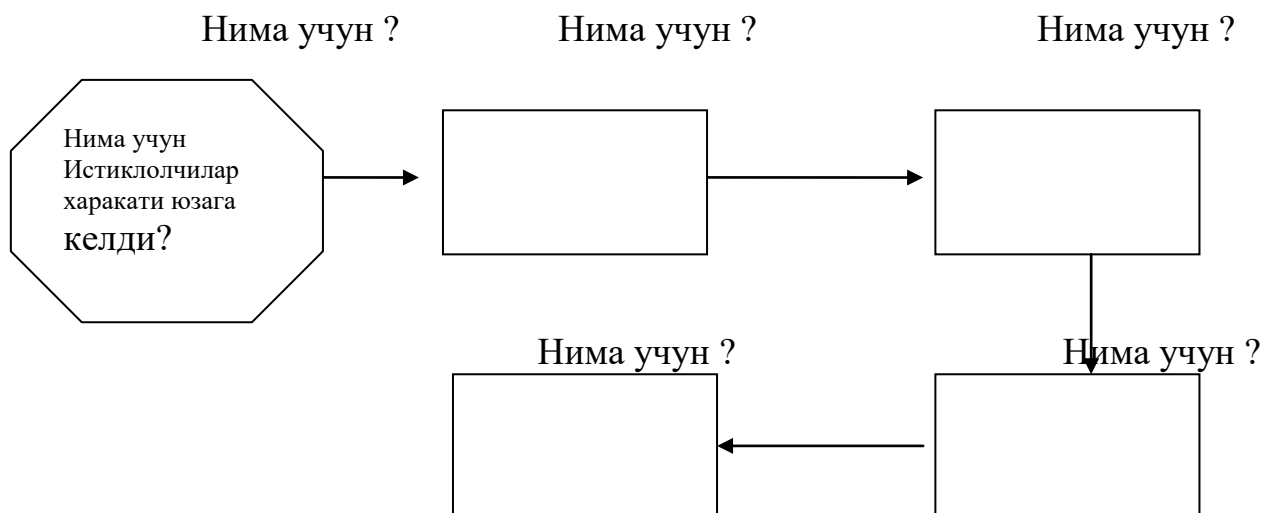 Нима учун ?
Нима учун ?
Нима учун ?
Нима учун
Истиклолчилар
харакати юзага
келди?
Нима учун ?
Нима учун ?